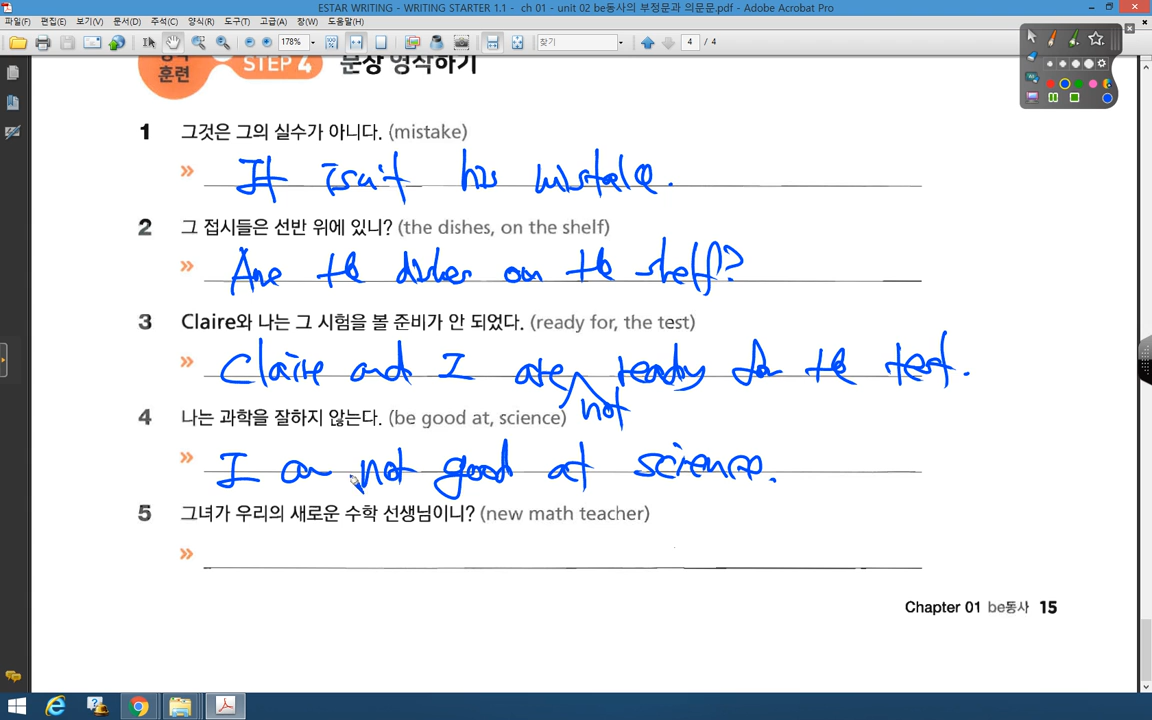 ESTAR WRITING - WRITING STARTER 1.1 - ch 01 - unit 02 be동사의 부정문과 의문문.pdf - Adobe Acrobat Pro
파일(F) 편집(E) 보기(V) 문서(D) 주석(C) 양식(R) 도구(T) 고급(A) 창(W) 도움말(H)
178% 찾기 4 / 4
훈련 STEP 4 문장 영작하기
1 그것은 그의 실수가 아니다. (mistake)
» It isn't his mistake.
2 그 접시들은 선반 위에 있니? (the dishes, on the shelf)
» Are the dishes on the shelf?
3 Claire와 나는 그 시험을 볼 준비가 안 되었다. (ready for, the test)
» Claire and I are ready for the test.
not
4 나는 과학을 잘하지 않는다. (be good at, science)
» I am not good at science.
5 그녀가 우리의 새로운 수학 선생님이니? (new math teacher)
»
Chapter 01 be동사 15